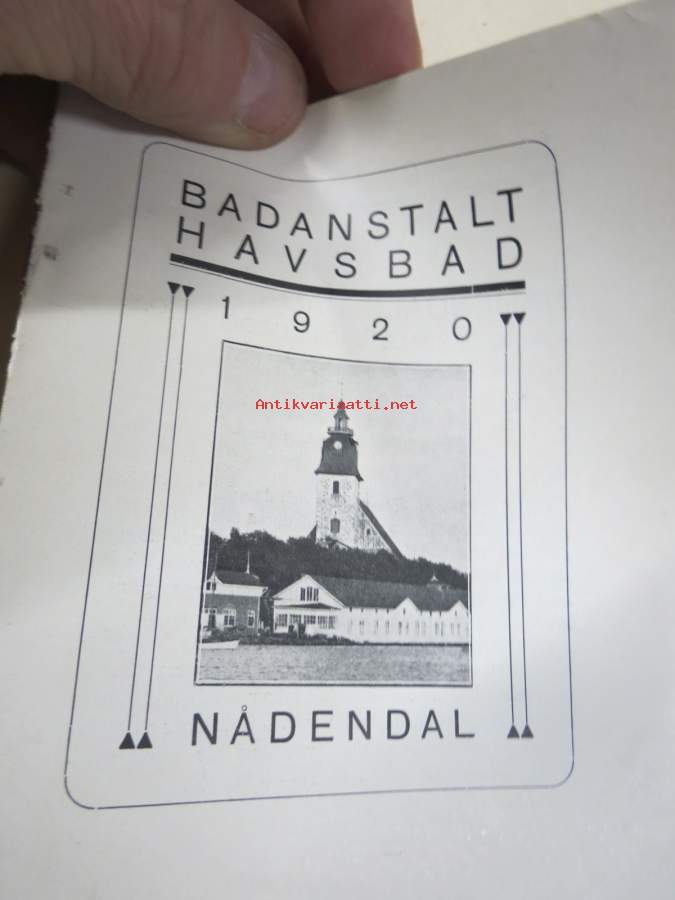 BADANSTALT
HAVSBAD
1920
Antikvariaatti.net
NÅDENDAL